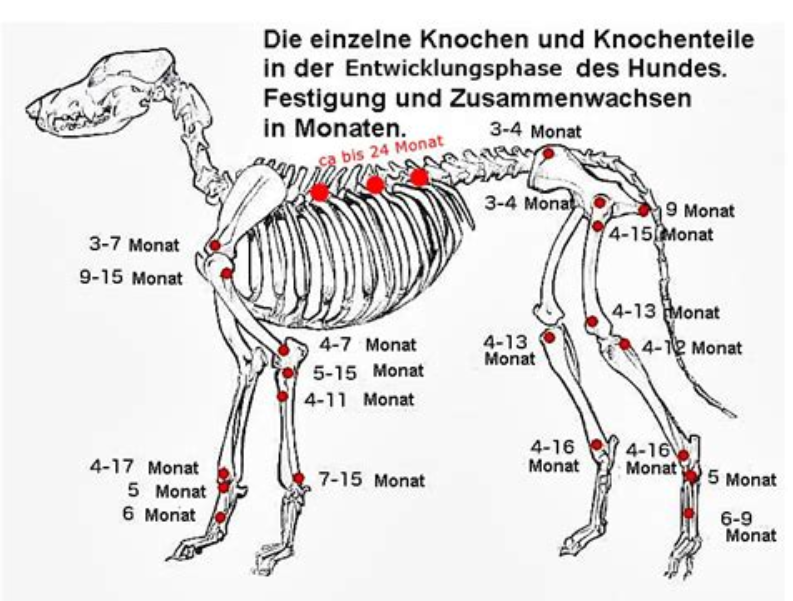 Die einzelne Knochen und Knochenteile
in der Entwicklungsphase des Hundes.
Festigung und Zusammenwachsen
in Monaten.
ca bis 24 Monat
3-4 Monat
3-4 Monat
9 Monat
4-15 Monat
3-7 Monat
9-15 Monat
4-13 Monat
4-13
Monat
4-12 Monat
4-7 Monat
5-15 Monat
4-11 Monat
4-16
Monat
4-16
Monat
4-17 Monat
5 Monat
6 Monat
7-15 Monat
5 Monat
6-9
Monat